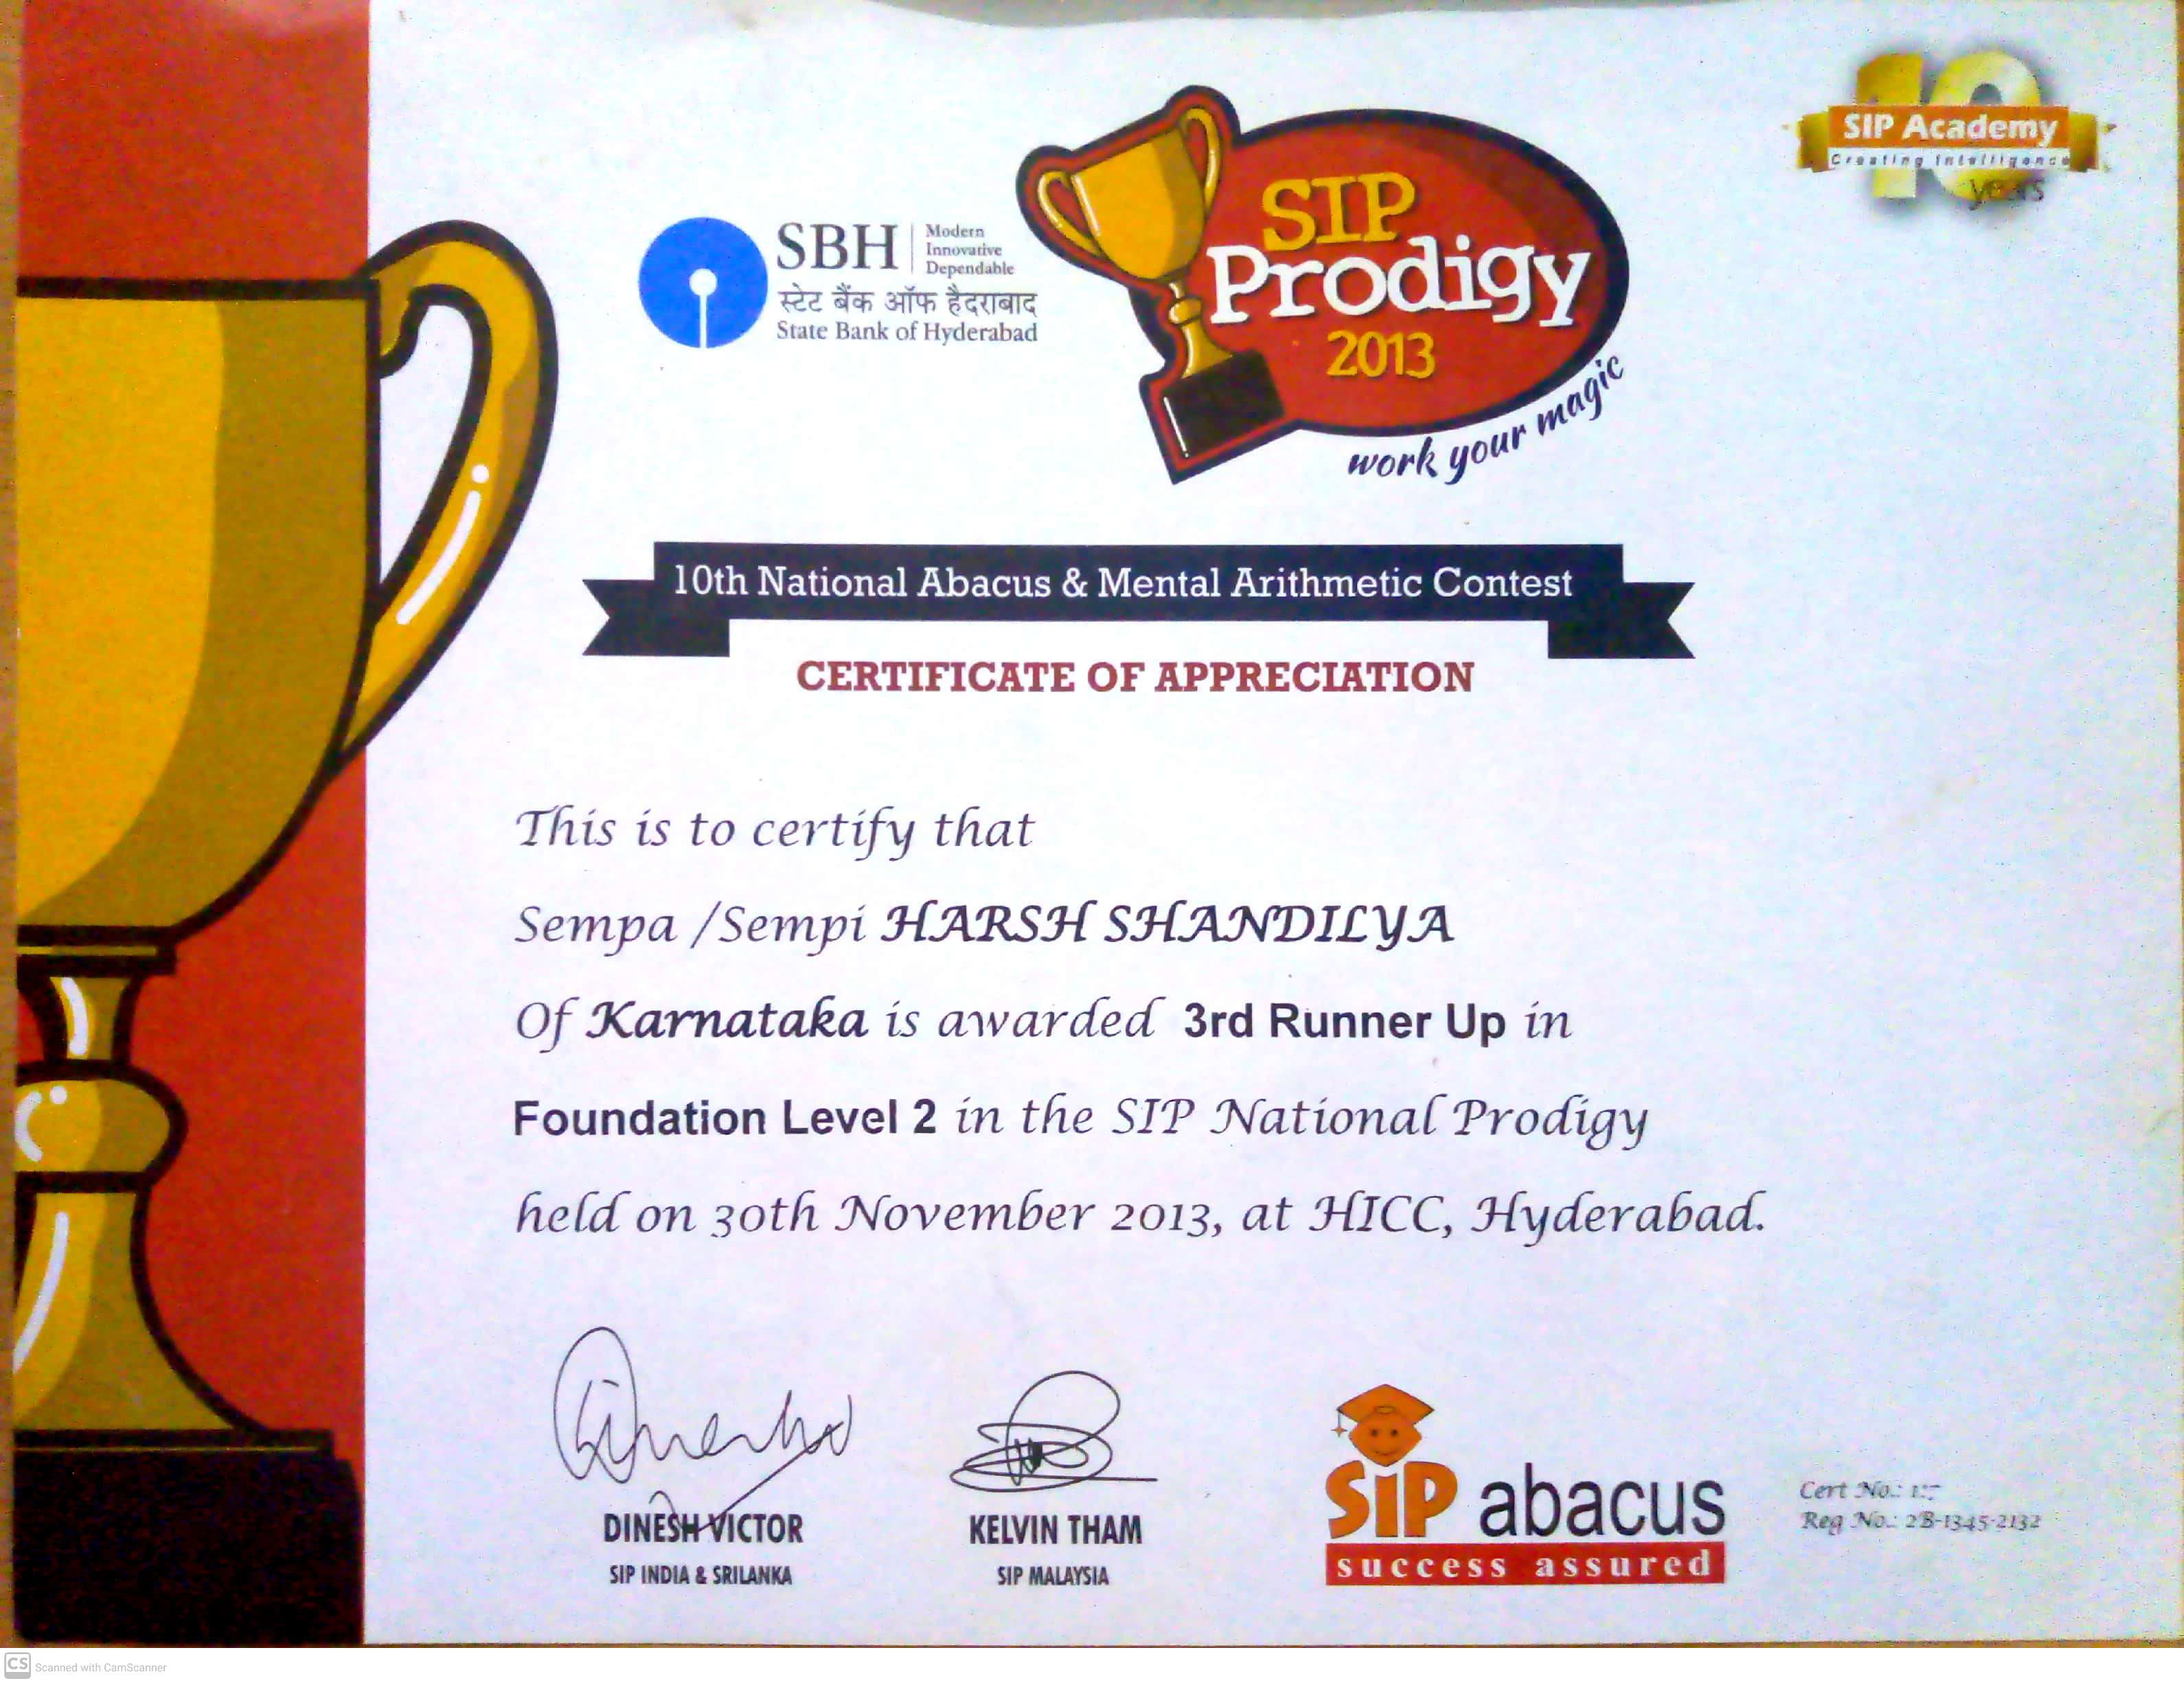 SIP Academy
Creating Intelligence
10 years
SBH
Modern
Innovative
Dependable
स्टेट बैंक ऑफ हैदराबाद
State Bank of Hyderabad
SIP
Prodigy
2013
work your magic
10th National Abacus & Mental Arithmetic Contest
CERTIFICATE OF APPRECIATION
This is to certify that
Sempa /Sempi HARSH SHANDILYA
Of Karnataka is awarded 3rd Runner Up in
Foundation Level 2 in the SIP National Prodigy
held on 30th November 2013, at HICC, Hyderabad.
DINESH VICTOR
SIP INDIA & SRILANKA
KELVIN THAM
SIP MALAYSIA
SIP abacus
success assured
Cert No.:
Reg No.: 2B-1345-2132
CS Scanned with CamScanner